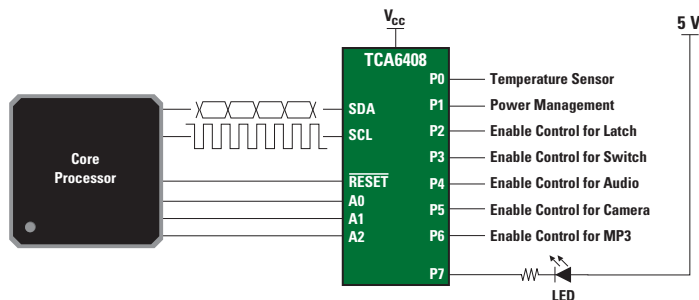 Vcc
5 V
TCA6408
Core
Processor
SDA
SCL
RESET
A0
A1
A2
P0
P1
P2
P3
P4
P5
P6
P7
Temperature Sensor
Power Management
Enable Control for Latch
Enable Control for Switch
Enable Control for Audio
Enable Control for Camera
Enable Control for MP3
LED